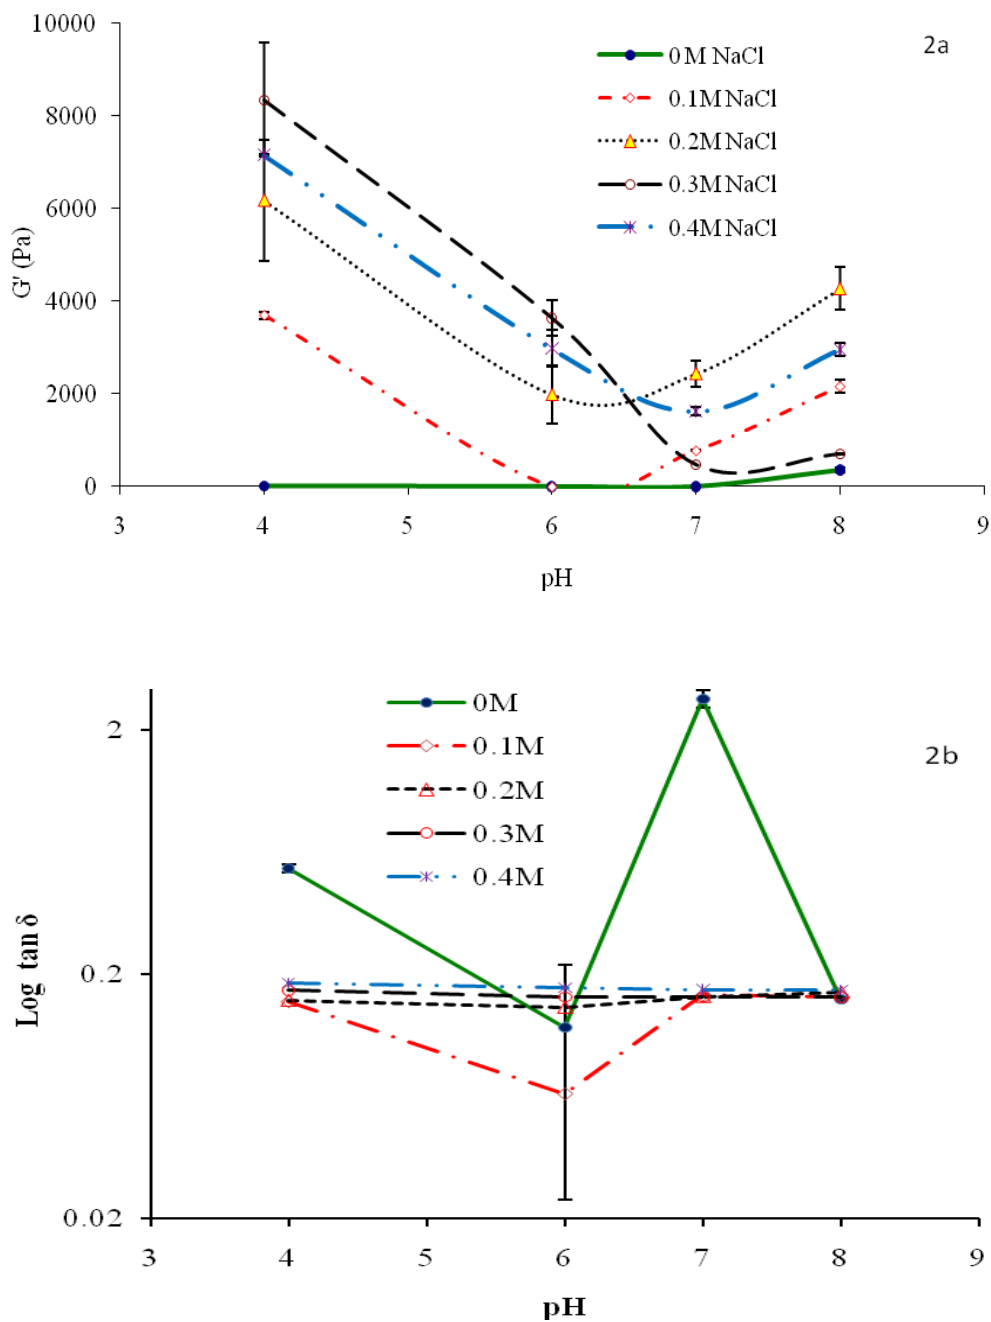 10000
2a
0M NaCl
8000
0.1M NaCl
0.2M NaCl
6000
0.3M NaCl
0.4M NaCl
G' (Pa)
4000
2000
0
3 4 5 6 7 8 9
pH
0M
2
0.1M
2b
0.2M
0.3M
0.4M
Log tan δ
0.2
0.02
3 4 5 6 7 8 9
pH